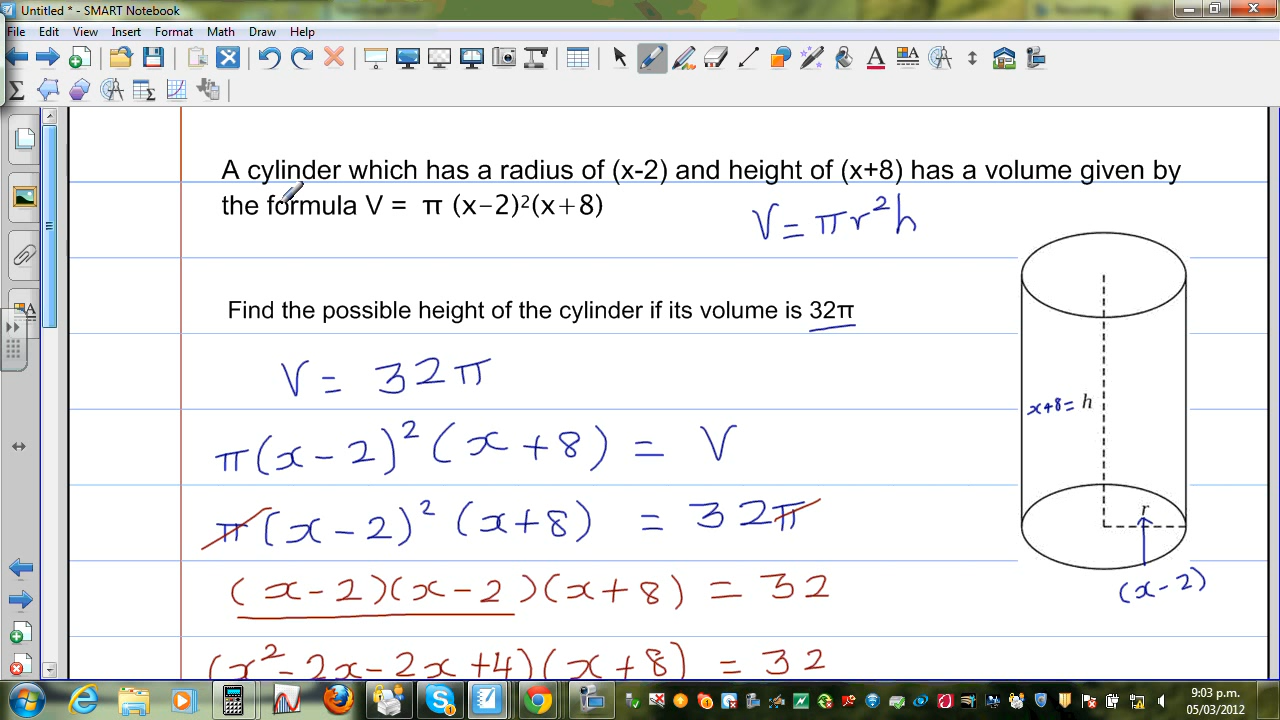 Untitled * - SMART Notebook
File Edit View Insert Format Math Draw Help
A cylinder which has a radius of (x-2) and height of (x+8) has a volume given by
the formula V = π (x−2)²(x+8)
V = πr²h
Find the possible height of the cylinder if its volume is 32π
V = 32π
π(x-2)²(x+8) = V
π(x-2)²(x+8) = 32π
(x-2)(x-2)(x+8) = 32
(x²-2x-2x+4)(x+8) = 32
x+8= h
r
(x-2)
9:03 p.m.
05/03/2012